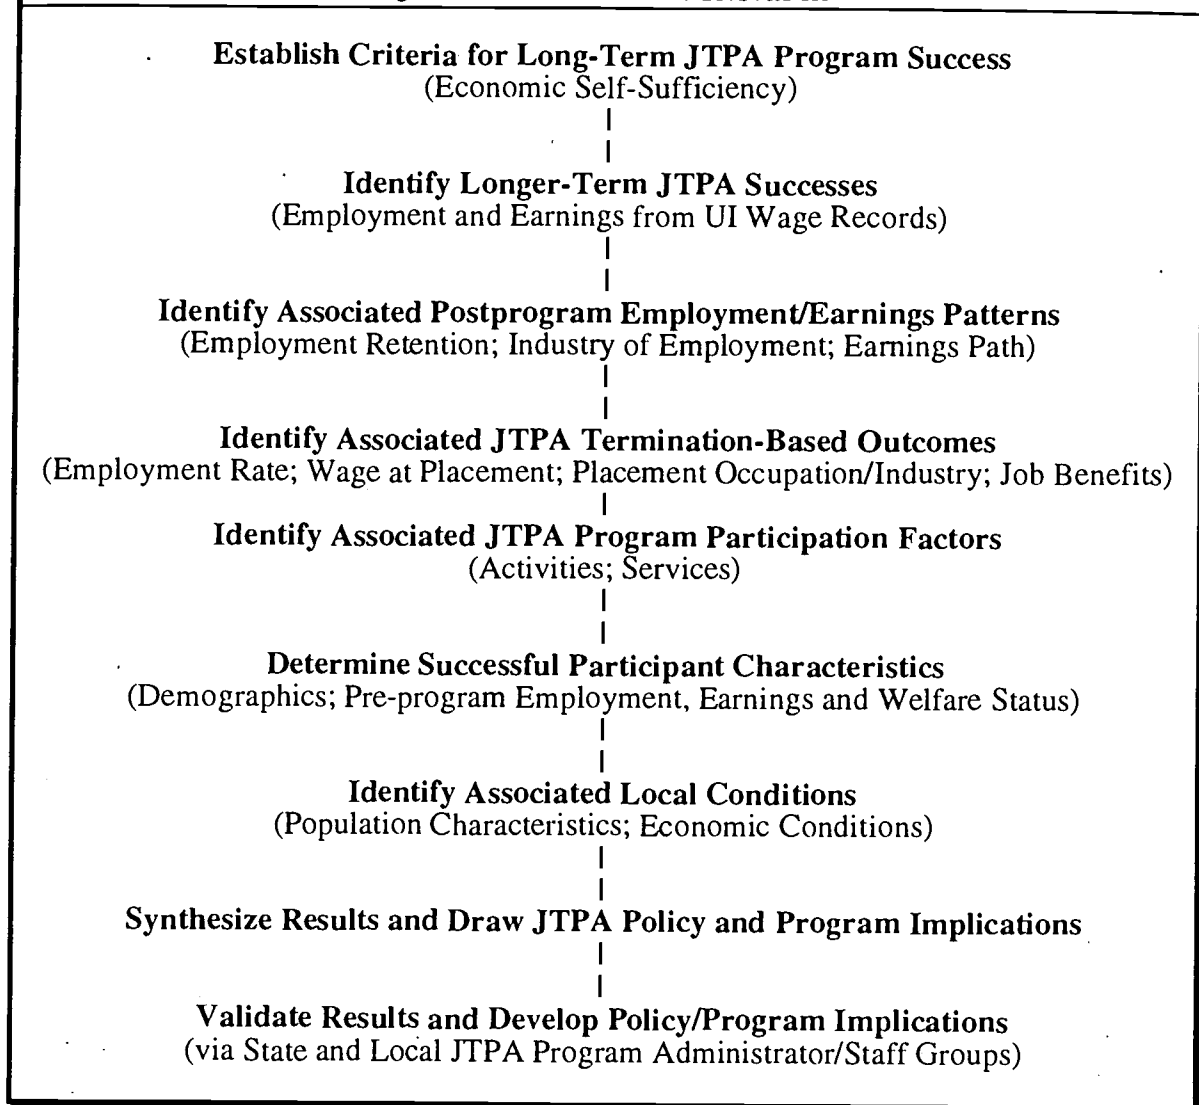 Establish Criteria for Long-Term JTPA Program Success
(Economic Self-Sufficiency)
Identify Longer-Term JTPA Successes
(Employment and Earnings from UI Wage Records)
Identify Associated Postprogram Employment/Earnings Patterns
(Employment Retention; Industry of Employment; Earnings Path)
Identify Associated JTPA Termination-Based Outcomes
(Employment Rate; Wage at Placement; Placement Occupation/Industry; Job Benefits)
Identify Associated JTPA Program Participation Factors
(Activities; Services)
Determine Successful Participant Characteristics
(Demographics; Pre-program Employment, Earnings and Welfare Status)
Identify Associated Local Conditions
(Population Characteristics; Economic Conditions)
Synthesize Results and Draw JTPA Policy and Program Implications
Validate Results and Develop Policy/Program Implications
(via State and Local JTPA Program Administrator/Staff Groups)